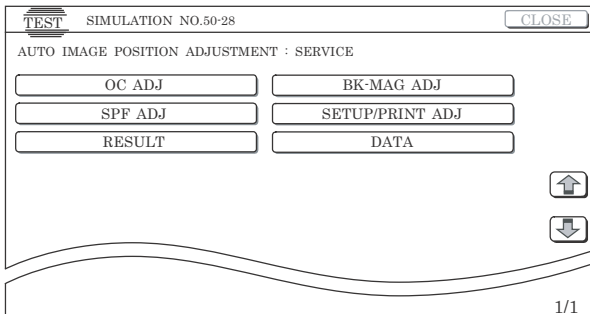 TEST SIMULATION NO.50-28 CLOSE
AUTO IMAGE POSITION ADJUSTMENT : SERVICE
OC ADJ BK-MAG ADJ
SPF ADJ SETUP/PRINT ADJ
RESULT DATA
1/1